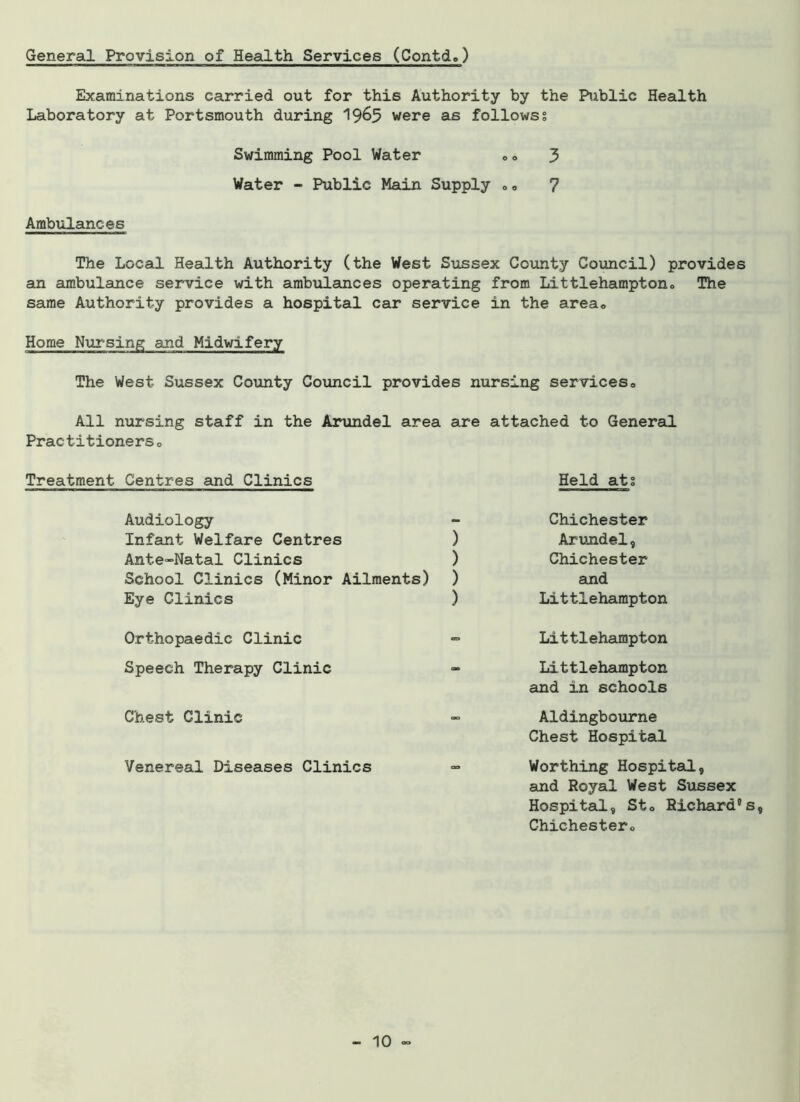 General Provision of Health Services (Contd.)
Examinations carried out for this Authority by the Public Health
Laboratory at Portsmouth during 1965 were as follows:
Swimming Pool Water .. 3
Water - Public Main Supply .. 7
Ambulances
The Local Health Authority (the West Sussex County Council) provides
an ambulance service with ambulances operating from Littlehampton. The
same Authority provides a hospital car service in the area.
Home Nursing and Midwifery
The West Sussex County Council provides nursing services.
All nursing staff in the Arundel area are attached to General
Practitioners.
Treatment Centres and Clinics Held at:
Audiology - Chichester
Infant Welfare Centres ) Arundel,
Ante-Natal Clinics ) Chichester
School Clinics (Minor Ailments) ) and
Eye Clinics ) Littlehampton
Orthopaedic Clinic - Littlehampton
Speech Therapy Clinic - Littlehampton
and in schools
Chest Clinic - Aldingbourne
Chest Hospital
Venereal Diseases Clinics - Worthing Hospital,
and Royal West Sussex
Hospital, St. Richard's,
Chichester.
- 10 -